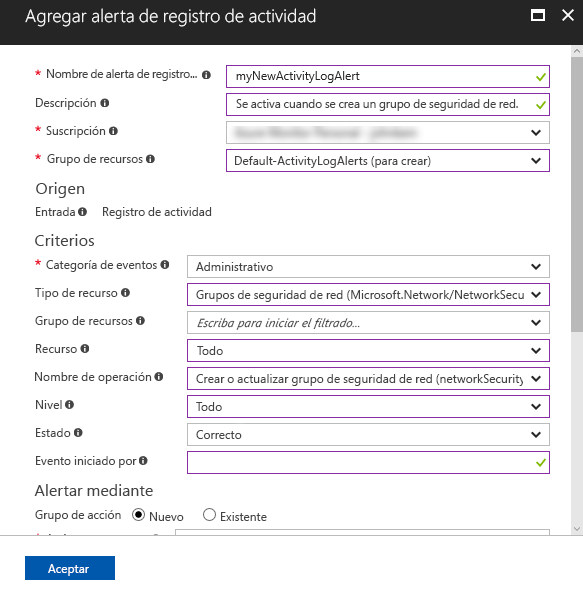 Agregar alerta de registro de actividad
* Nombre de alerta de registro... myNewActivityLogAlert
Descripción Se activa cuando se crea un grupo de seguridad de red.
* Suscripción
* Grupo de recursos Default-ActivityLogAlerts (para crear)
Origen
Entrada Registro de actividad
Criterios
* Categoría de eventos Administrativo
Tipo de recurso Grupos de seguridad de red (Microsoft.Network/NetworkSecu
Grupo de recursos Escriba para iniciar el filtrado...
Recurso Todo
Nombre de operación Crear o actualizar grupo de seguridad de red (networkSecurity
Nivel Todo
Estado Correcto
Evento iniciado por
Alertar mediante
Grupo de acción Nuevo Existente
Aceptar